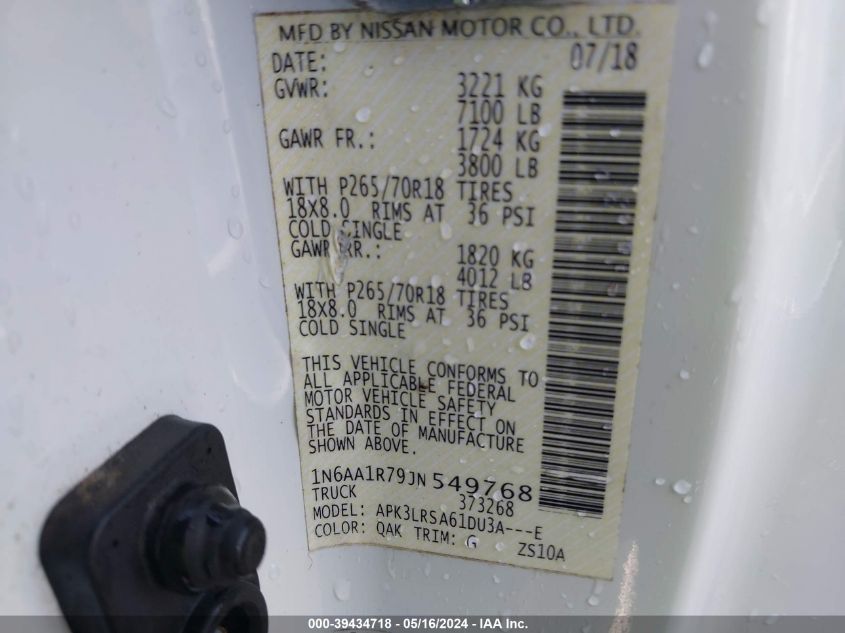 MFD BY NISSAN MOTOR CO., LTD.
DATE: 07/18
GVWR: 3221 KG
7100 LB
GAWR FR.: 1724 KG
3800 LB
WITH P265/70R18 TIRES
18X8.0 RIMS AT 36 PSI
COLD SINGLE
GAWR RR.: 1820 KG
4012 LB
WITH P265/70R18 TIRES
18X8.0 RIMS AT 36 PSI
COLD SINGLE
THIS VEHICLE CONFORMS TO
ALL APPLICABLE FEDERAL
MOTOR VEHICLE SAFETY
STANDARDS IN EFFECT ON
THE DATE OF MANUFACTURE
SHOWN ABOVE.
1N6AA1R79JN549768
TRUCK 373268
MODEL: APK3LRSA61DU3A---E
COLOR: QAK TRIM: G ZS10A
000-39434718 - 05/16/2024 - IAA Inc.